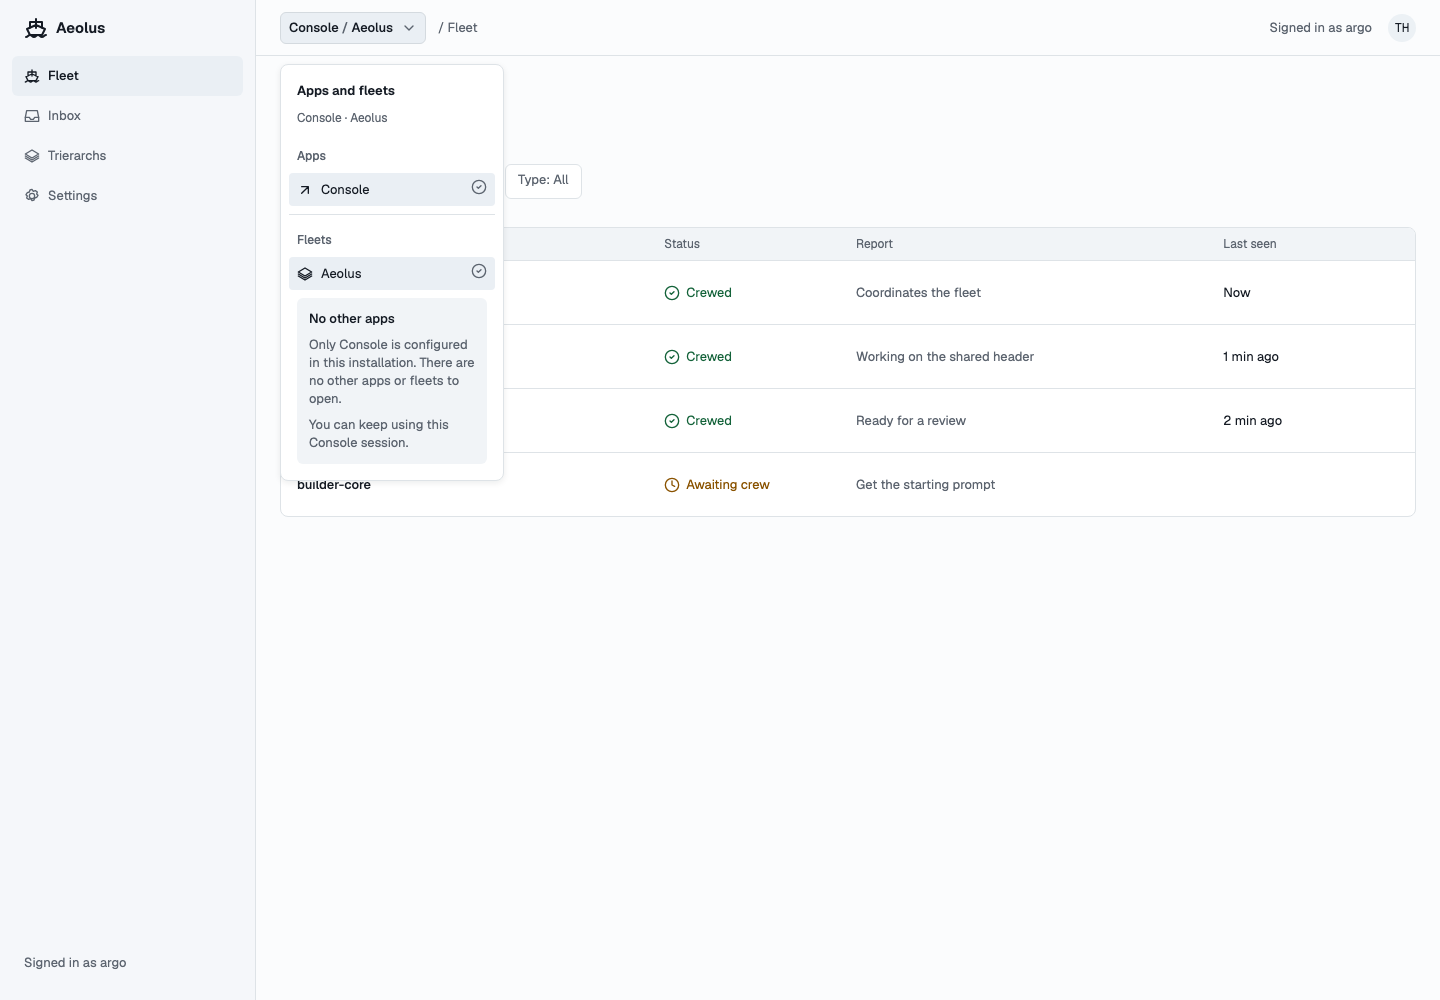 Aeolus
Fleet
Inbox
Trierarchs
Settings
Signed in as argo
Console / Aeolus
/ Fleet
Signed in as argo
TH
Apps and fleets
Console · Aeolus
Apps
Console
Fleets
Aeolus
No other apps
Only Console is configured
in this installation. There are
no other apps or fleets to
open.
You can keep using this
Console session.
Type: All
Status Report Last seen
Crewed Coordinates the fleet Now
Crewed Working on the shared header 1 min ago
Crewed Ready for a review 2 min ago
builder-core Awaiting crew Get the starting prompt